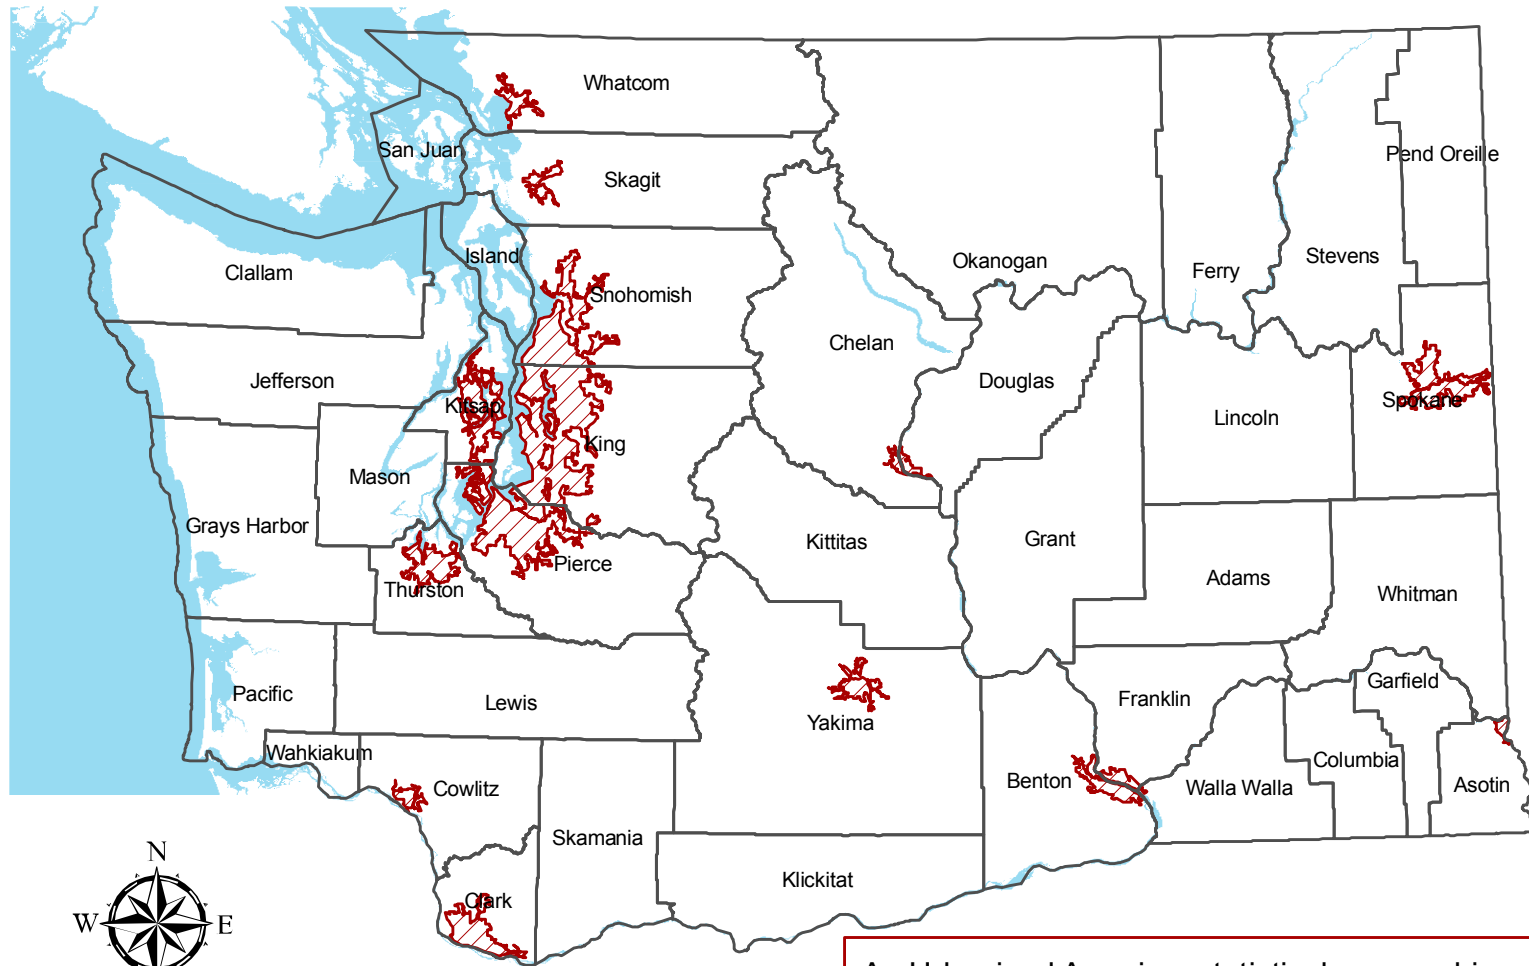 Whatcom
San Juan
Skagit
Pend Oreille
Island
Okanogan
Stevens
Clallam
Ferry
Snohomish
Chelan
Jefferson
Douglas
Kitsap
Spokane
Lincoln
King
Mason
Grays Harbor
Kittitas
Grant
Pierce
Adams
Thurston
Whitman
Garfield
Pacific
Lewis
Franklin
Yakima
Wahkiakum
Columbia
Cowlitz
Benton
Walla Walla
Asotin
Skamania
N
Klickitat
Clark
W
E